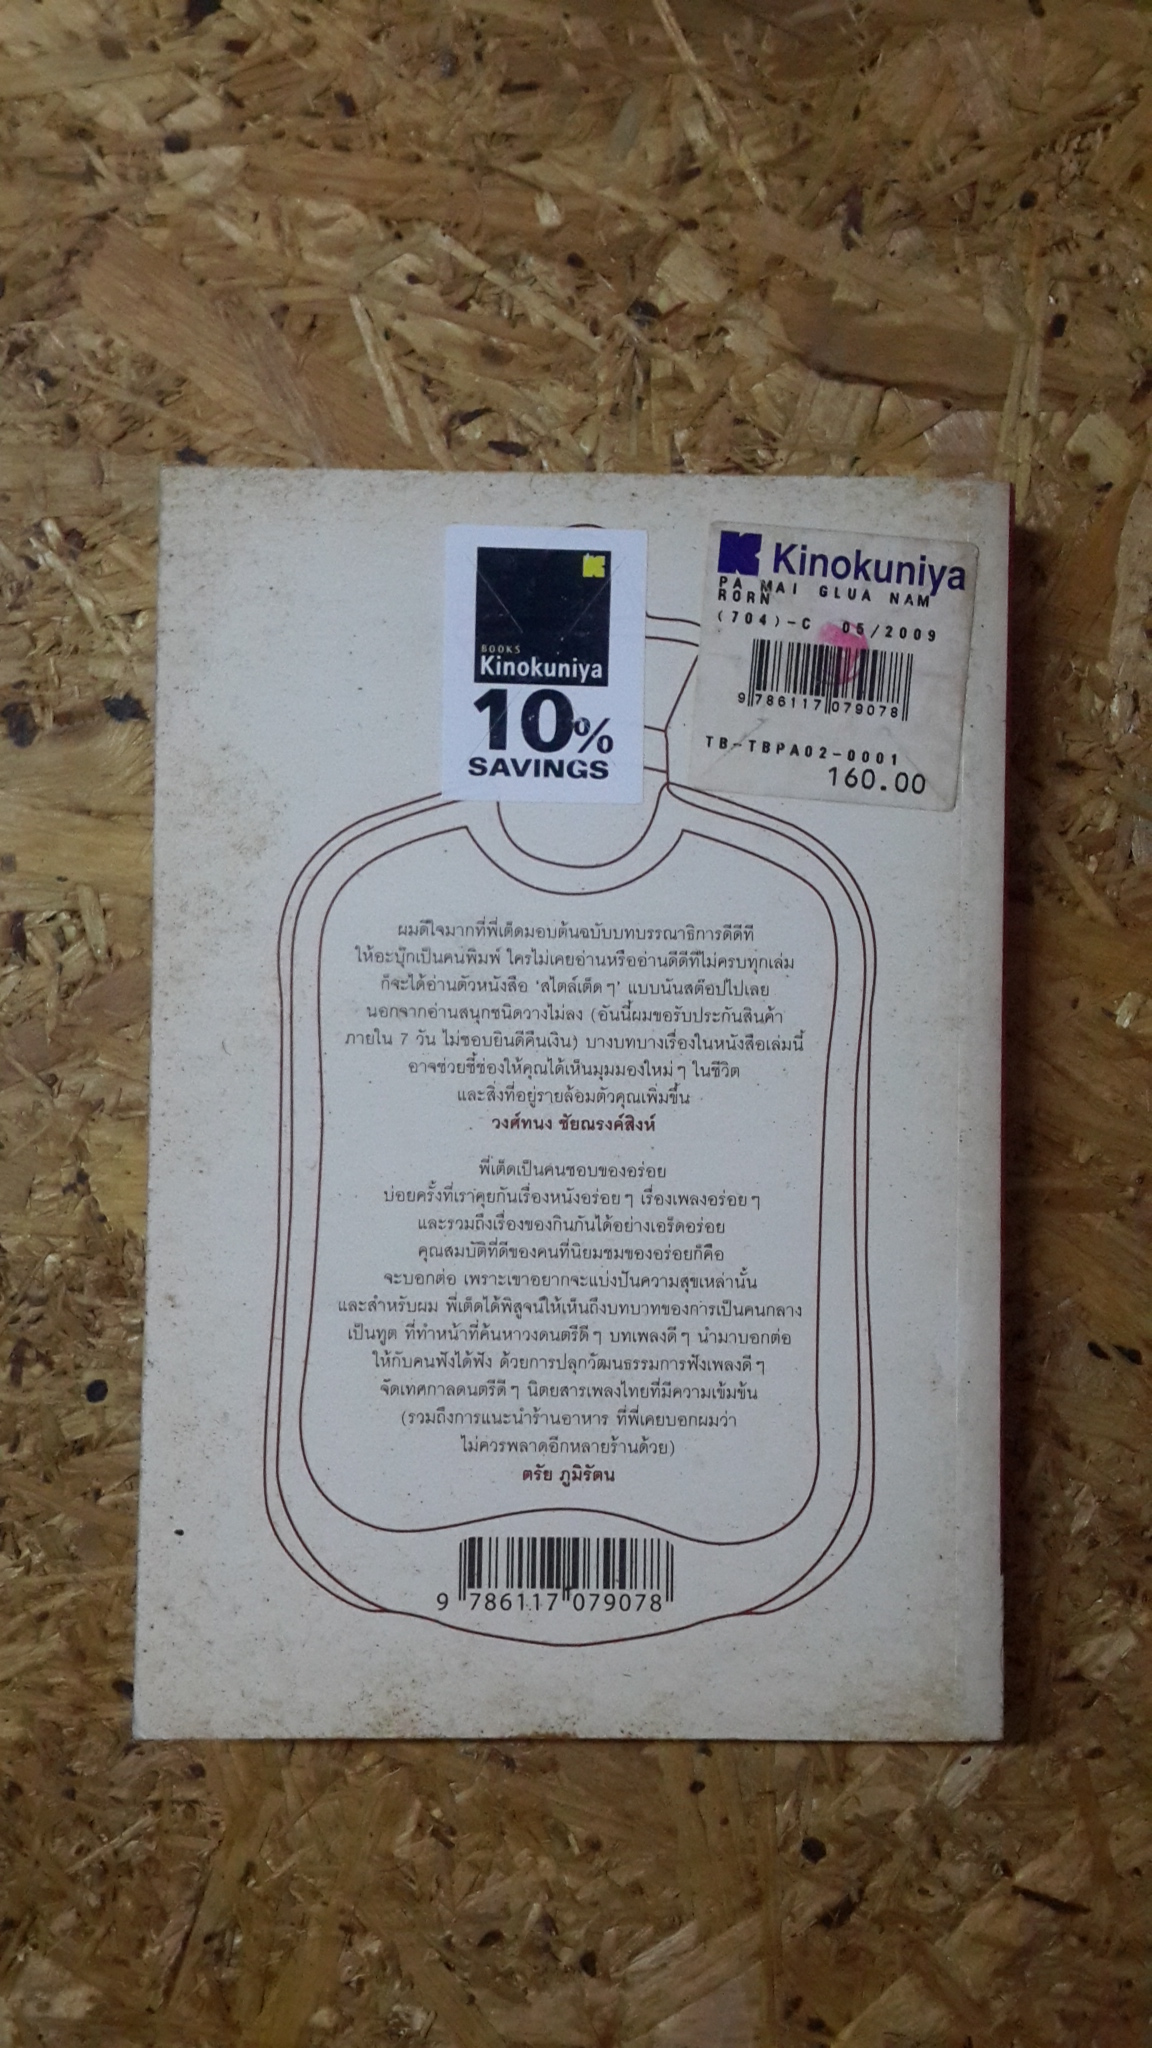 BOOKS
Kinokuniya
10%
SAVINGS
Kinokuniya
PA MAI GLUA NAM
RORN
(704)-C 05/2009
9 786117 079078
TB-TBPA02-0001
160.00
ผมดีใจมากที่พี่เต็ดมอบต้นฉบับบทบรรณาธิการดีดีที
ให้อะบุ๊กเป็นคนพิมพ์ ใครไม่เคยอ่านหรืออ่านดีดีทีไม่ครบทุกเล่ม
ก็จะได้อ่านตัวหนังสือ 'สไตล์เต็ดๆ' แบบนันสต๊อปไปเลย
นอกจากอ่านสนุกชนิดวางไม่ลง (อันนี้ผมขอรับประกันสินค้า
ภายใน 7 วัน ไม่ชอบยินดีคืนเงิน) บางบทบางเรื่องในหนังสือเล่มนี้
อาจช่วยชี้ช่องให้คุณได้เห็นมุมมองใหม่ๆ ในชีวิต
และสิ่งที่อยู่รายล้อมตัวคุณเพิ่มขึ้น
วงศ์ทนง ชัยณรงค์สิงห์
พี่เต็ดเป็นคนชอบของอร่อย
บ่อยครั้งที่เราคุยกันเรื่องหนังอร่อยๆ เรื่องเพลงอร่อยๆ
และรวมถึงเรื่องของกินกันได้อย่างเอร็ดอร่อย
คุณสมบัติที่ดีของคนที่นิยมชมของอร่อยก็คือ
จะบอกต่อ เพราะเขาอยากจะแบ่งปันความสุขเหล่านั้น
และสำหรับผม พี่เต็ดได้พิสูจน์ให้เห็นถึงบทบาทของการเป็นคนกลาง
เป็นทูต ที่ทำหน้าที่ค้นหาวงดนตรีดีๆ บทเพลงดีๆ นำมาบอกต่อ
ให้กับคนฟังได้ฟัง ด้วยการปลุกวัฒนธรรมการฟังเพลงดีๆ
จัดเทศกาลดนตรีดีๆ นิตยสารเพลงไทยที่มีความเข้มข้น
(รวมถึงการแนะนำร้านอาหาร ที่พี่เคยบอกผมว่า
ไม่ควรพลาดอีกหลายร้านด้วย)
ตรัย ภูมิรัตน
9 786117 079078